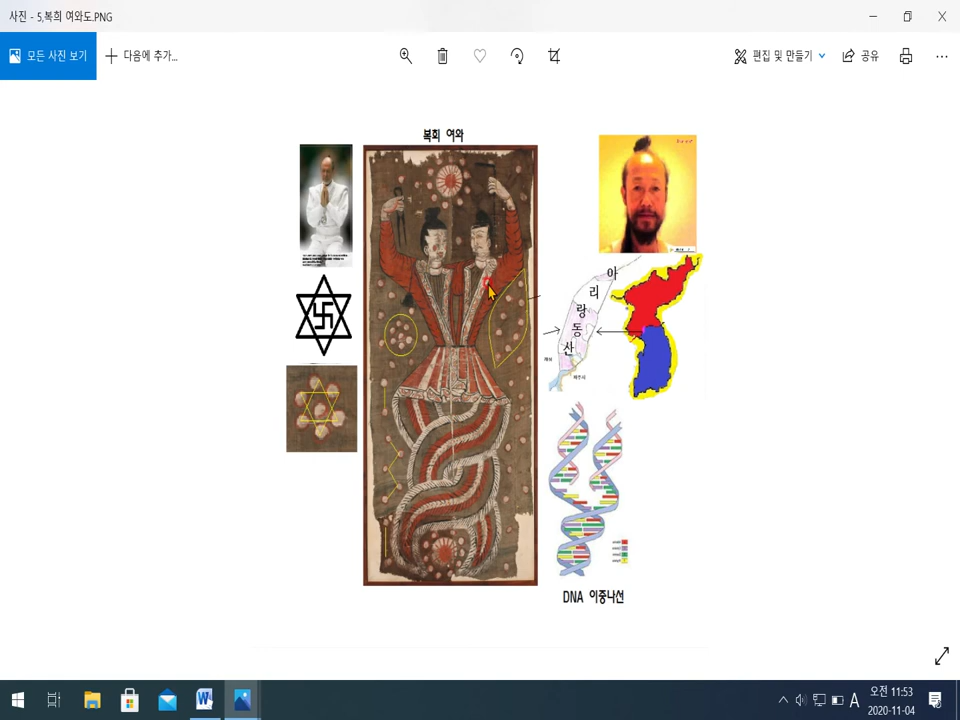 사진 - 5,복희 여와도.PNG
모든 사진 보기
다음에 추가...
편집 및 만들기
공유
복희 여와
아
리
랑
동
산
DNA 이중나선
A
오전 11:53
2020-11-04